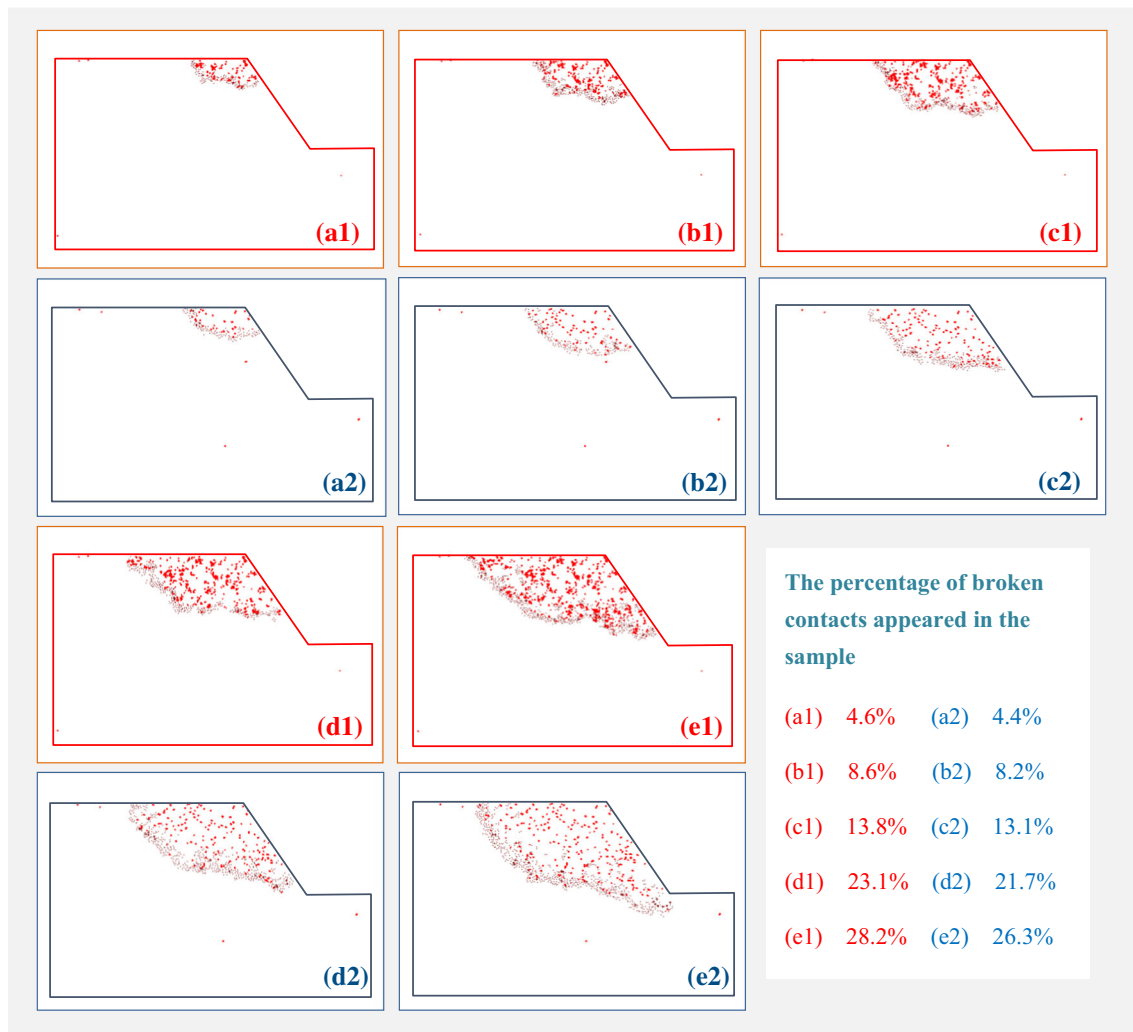 (a1)
(b1)
(c1)
(a2)
(b2)
(c2)
(d1)
(e1)
The percentage of broken
contacts appeared in the
sample
(a1) 4.6% (a2) 4.4%
(b1) 8.6% (b2) 8.2%
(c1) 13.8% (c2) 13.1%
(d1) 23.1% (d2) 21.7%
(e1) 28.2% (e2) 26.3%
(d2)
(e2)